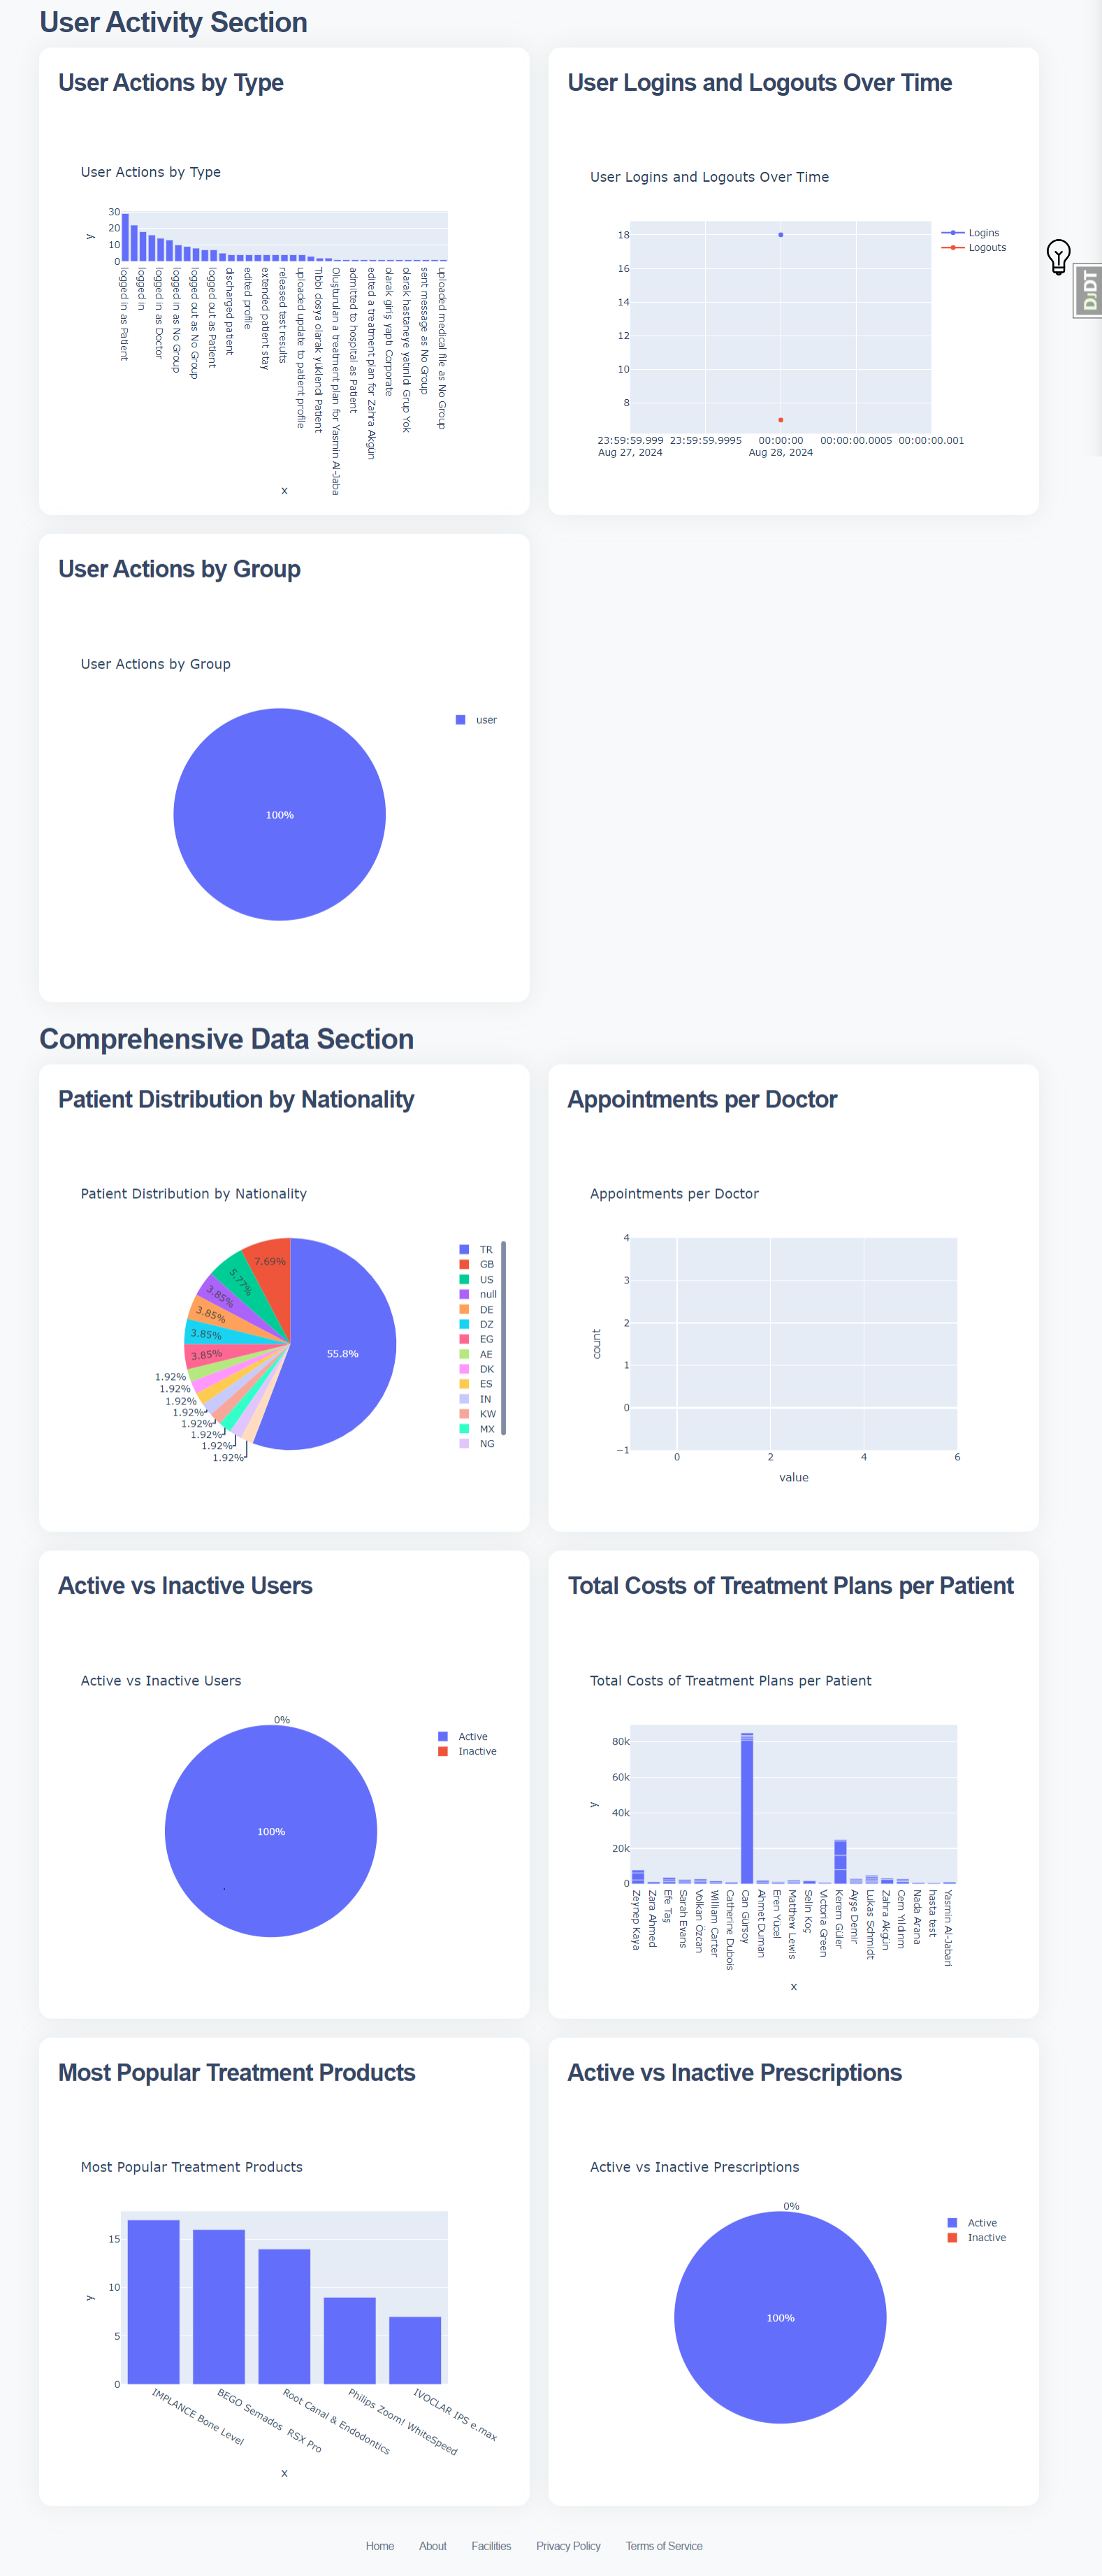 User Activity Section
User Actions by Type
User Actions by Type
30
20
10
0
y
logged in as Patient
logged in
logged in as Doctor
logged in as No Group
logged out as No Group
logged out as Patient
discharged patient
edited profile
extended patient stay
released test results
uploaded update to patient profile
Tıbbi dosya olarak yüklendi Patient
Oluşturulan a treatment plan for Yasmin Al-Jaba
admitted to hospital as Patient
edited a treatment plan for Zahra Akgün
olarak giriş yaptı Corporate
olarak hastaneye yatırıldı Grup Yok
sent message as No Group
uploaded medical file as No Group
x
User Logins and Logouts Over Time
User Logins and Logouts Over Time
18
16
14
12
10
8
23:59:59.999 23:59:59.9995 00:00:00 00:00:00.0005 00:00:00.001
Aug 27, 2024 Aug 28, 2024
Logins
Logouts
DjDT
User Actions by Group
User Actions by Group
100%
user
Comprehensive Data Section
Patient Distribution by Nationality
Patient Distribution by Nationality
55.8%
7.69%
5.77%
3.85%
3.85%
3.85%
3.85%
1.92%
1.92%
1.92%
1.92%
1.92%
1.92%
1.92%
1.92%
TR
GB
US
null
DE
DZ
EG
AE
DK
ES
IN
KW
MX
NG
Appointments per Doctor
Appointments per Doctor
4
3
2
1
0
−1
count
0 2 4 6
value
Active vs Inactive Users
Active vs Inactive Users
0%
100%
Active
Inactive
Total Costs of Treatment Plans per Patient
Total Costs of Treatment Plans per Patient
80k
60k
40k
20k
0
y
Zeynep Kaya
Zara Ahmed
Efe Taş
Sarah Evans
Volkan Özcan
William Carter
Catherine Dubois
Can Gürsoy
Ahmet Duman
Eren Yücel
Matthew Lewis
Selin Koç
Victoria Green
Kerem Güler
Ayşe Demir
Lukas Schmidt
Zahra Akgün
Cem Yıldırım
Nada Arana
hasta test
Yasmin Al-Jabari
x
Most Popular Treatment Products
Most Popular Treatment Products
15
10
5
0
y
IMPLANCE Bone Level
BEGO Semados RSX Pro
Root Canal & Endodontics
Philips Zoom! WhiteSpeed
IVOCLAR IPS e.max
x
Active vs Inactive Prescriptions
Active vs Inactive Prescriptions
0%
100%
Active
Inactive
Home About Facilities Privacy Policy Terms of Service